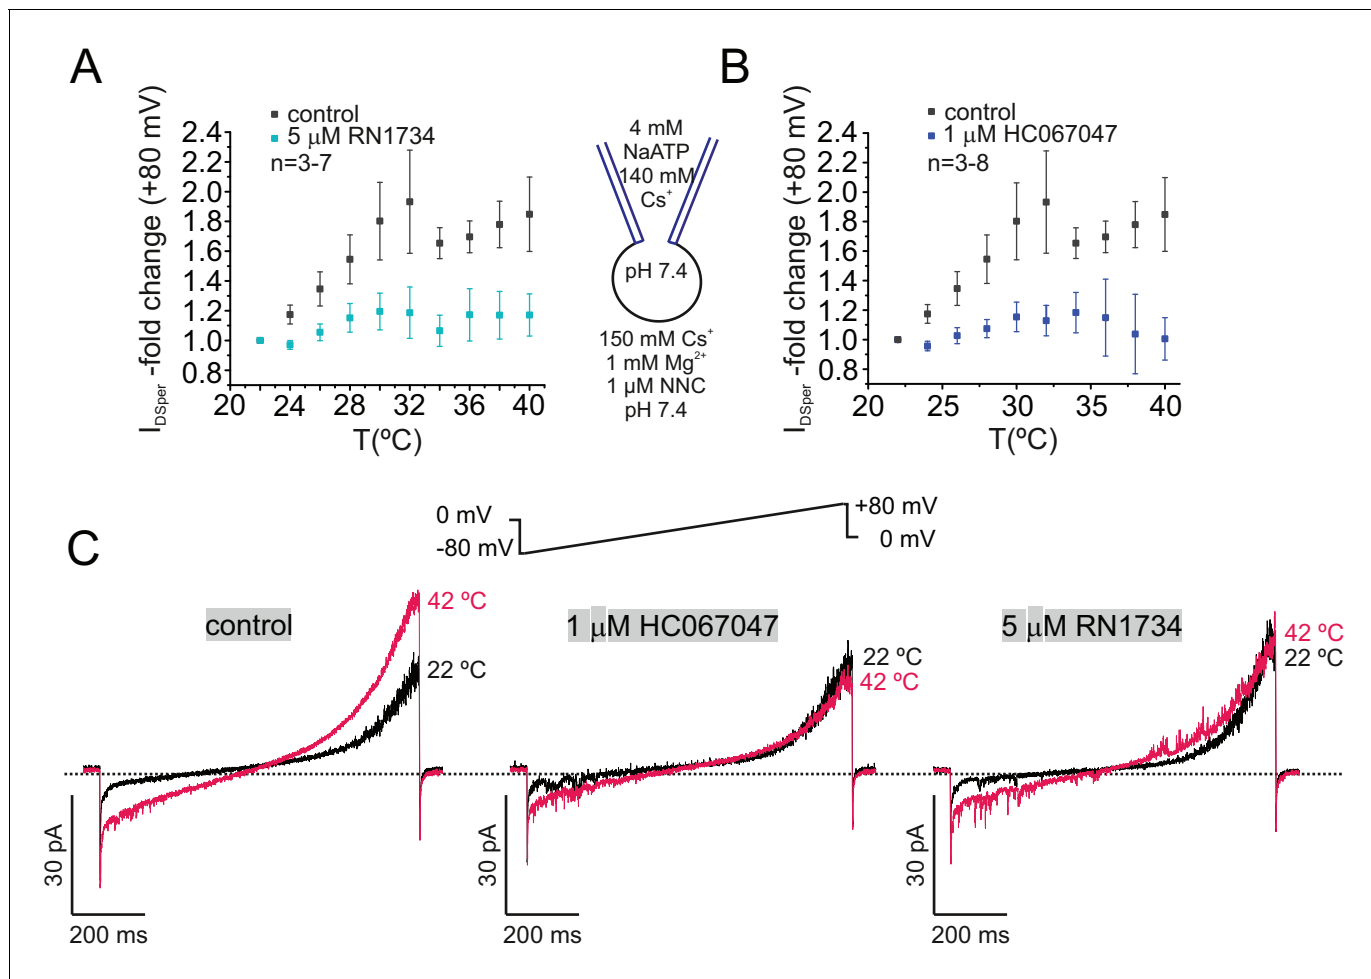 A
I_DSper -fold change (+80 mV)
control
5 μM RN1734
n=3-7
2.4
2.2
2.0
1.8
1.6
1.4
1.2
1.0
0.8
20 24 28 32 36 40
T(ºC)
4 mM
NaATP
140 mM
Cs⁺
pH 7.4
150 mM Cs⁺
1 mM Mg²⁺
1 µM NNC
pH 7.4
B
I_DSper -fold change (+80 mV)
control
1 μM HC067047
n=3-8
2.4
2.2
2.0
1.8
1.6
1.4
1.2
1.0
0.8
20 25 30 35 40
T(ºC)
C
0 mV
-80 mV
+80 mV
0 mV
control
42 ºC
22 ºC
30 pA
200 ms
1 μM HC067047
22 ºC
42 ºC
30 pA
200 ms
5 μM RN1734
42 ºC
22 ºC
30 pA
200 ms